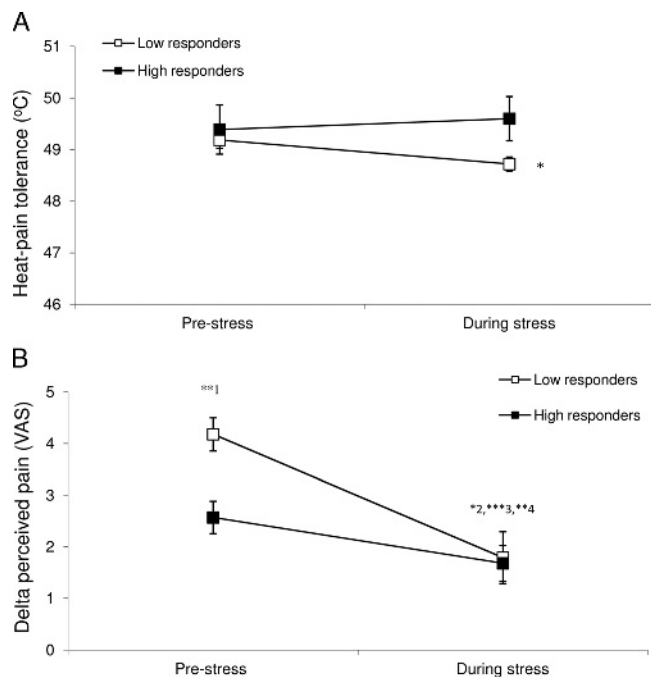 A
Low responders
High responders
Heat-pain tolerance (ºC)
51
50
49
48
47
46
*
Pre-stress
During stress
B
Low responders
High responders
Delta perceived pain (VAS)
5
4
3
2
1
0
**1
*2,***3,**4
Pre-stress
During stress